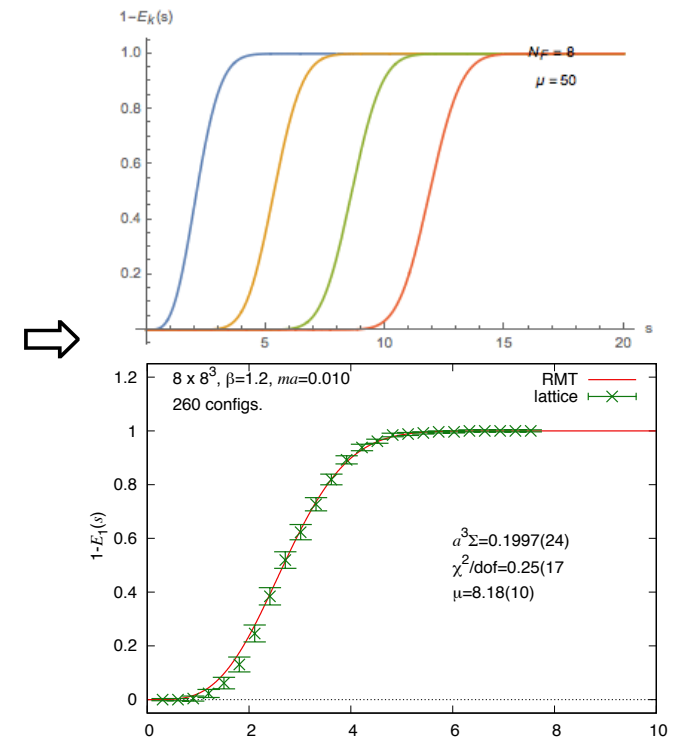 1−E_k(s)
1.0
0.8
0.6
0.4
0.2
N_F = 8
μ = 50
5
10
15
20
s
8 x 8³, β=1.2, ma=0.010
260 configs.
RMT
lattice
1-E₁(s)
1.2
1
0.8
0.6
0.4
0.2
0
a³Σ=0.1997(24)
χ²/dof=0.25(17
μ=8.18(10)
0
2
4
6
8
10